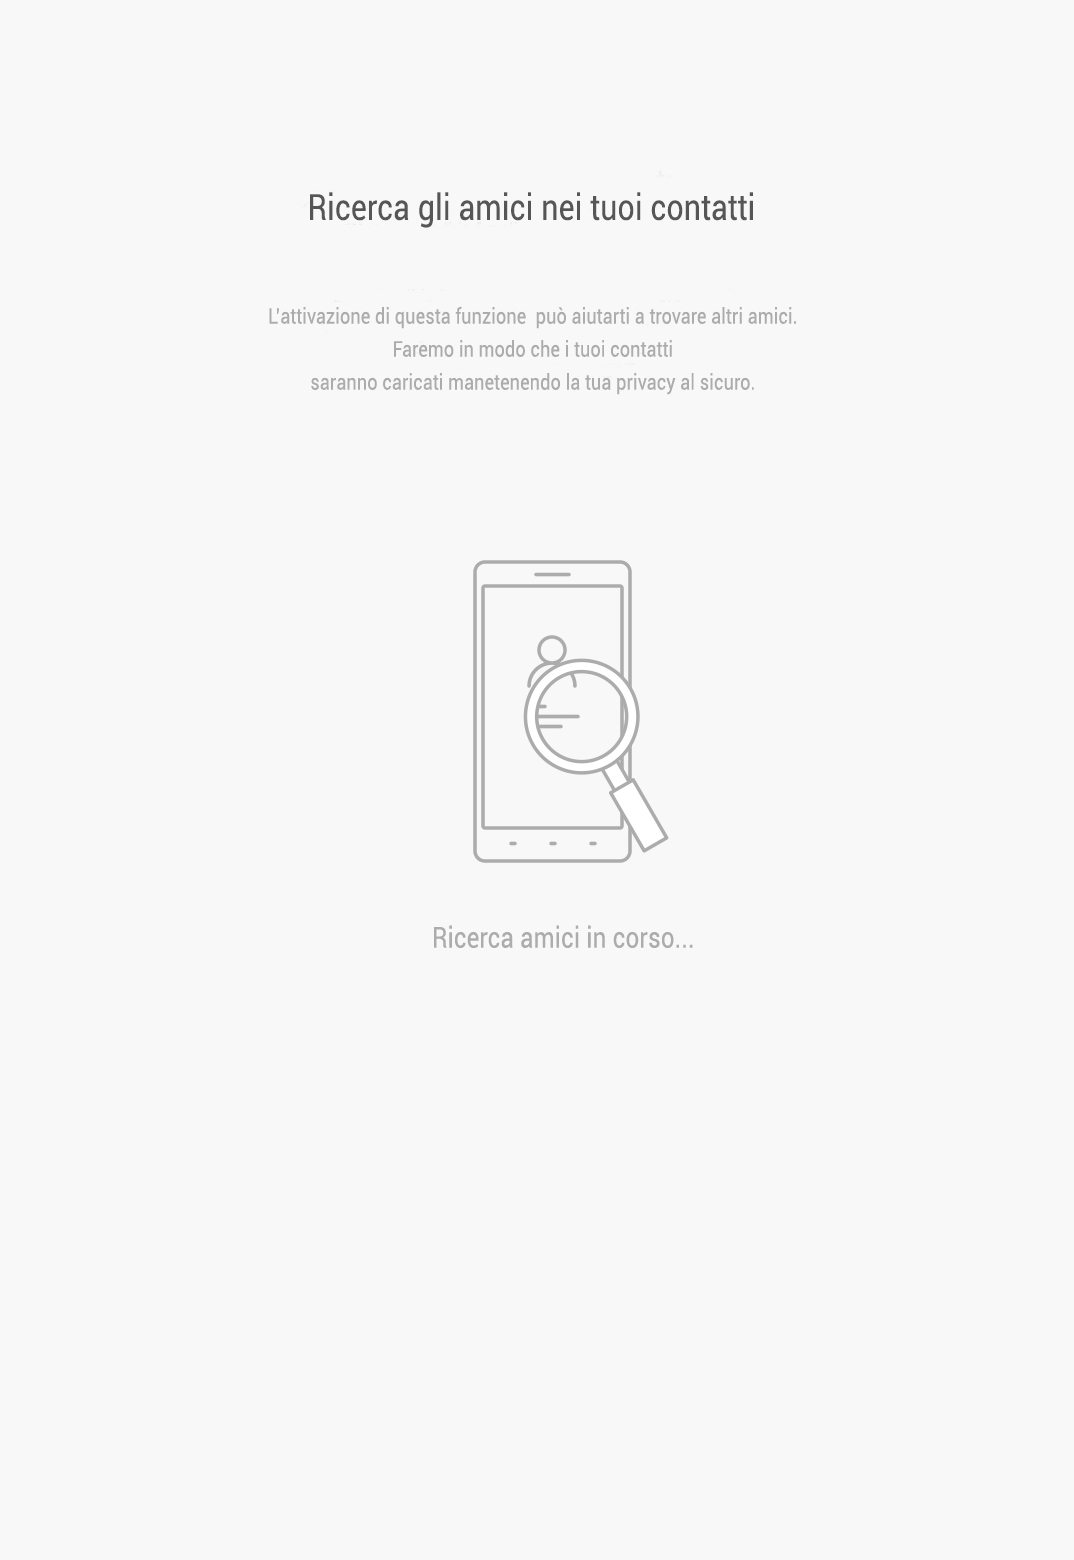 Ricerca gli amici nei tuoi contatti
L'attivazione di questa funzione può aiutarti a trovare altri amici.
Faremo in modo che i tuoi contatti
saranno caricati manetenendo la tua privacy al sicuro.
Ricerca amici in corso...